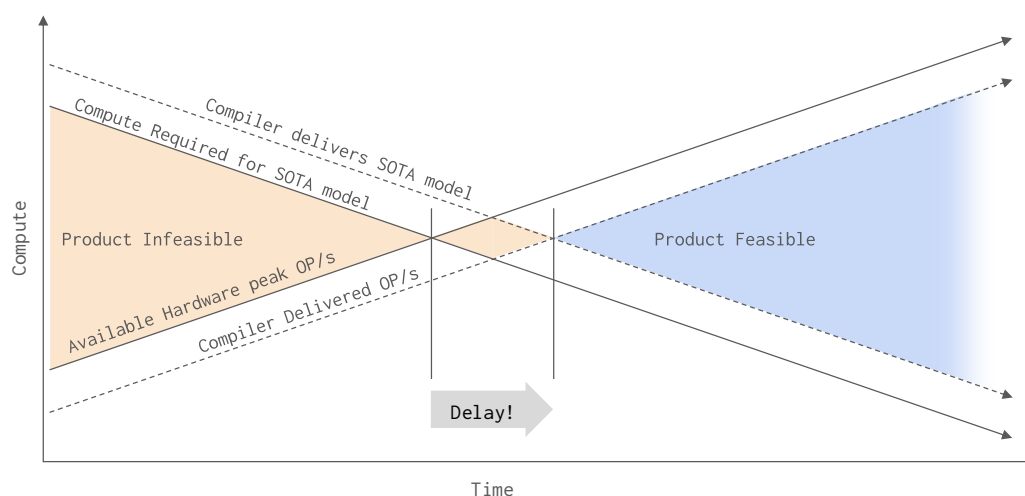 Compiler delivers SOTA model
Compute Required for SOTA model
Product Infeasible
Product Feasible
Available Hardware peak OP/s
Compiler Delivered OP/s
Delay!
Compute
Time